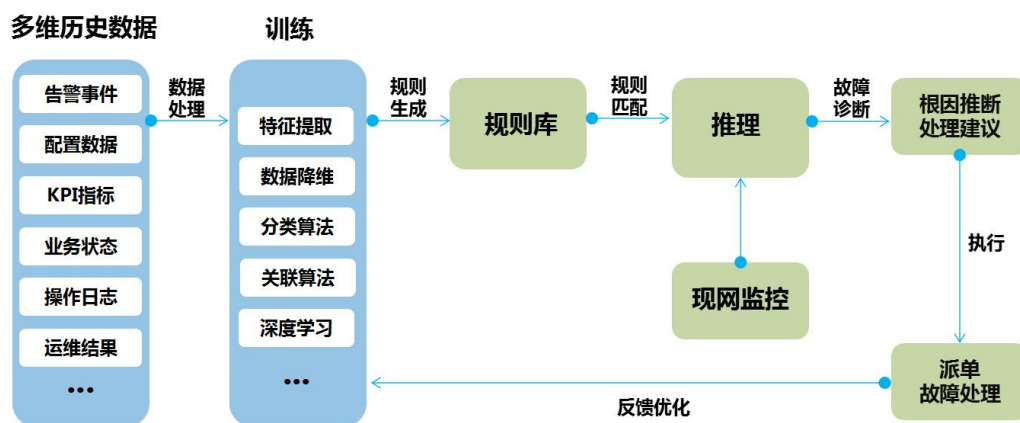 多维历史数据
告警事件
配置数据
KPI指标
业务状态
操作日志
运维结果
•••
数据
处理
训练
特征提取
数据降维
分类算法
关联算法
深度学习
•••
规则
生成
规则库
规则
匹配
推理
现网监控
故障
诊断
根因推断
处理建议
执行
派单
故障处理
反馈优化